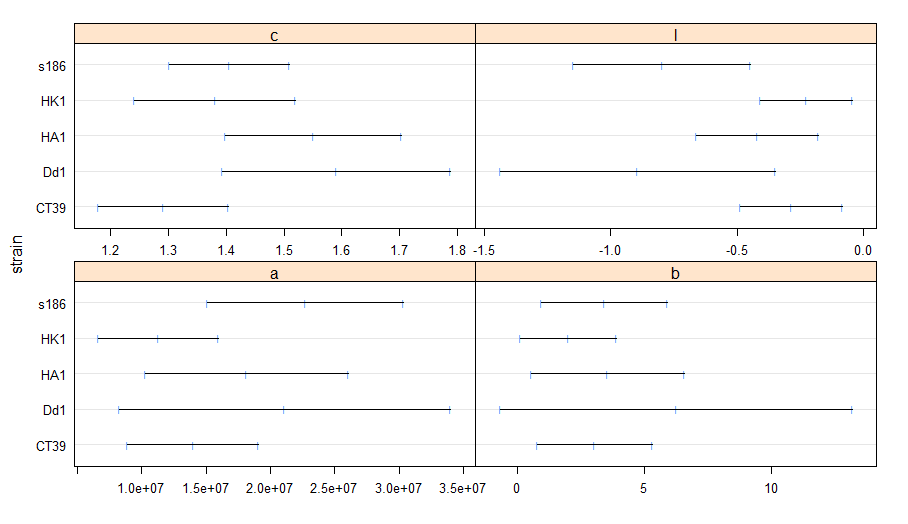 c
l
s186
HK1
HA1
Dd1
CT39
1.2 1.3 1.4 1.5 1.6 1.7 1.8
-1.5 -1.0 -0.5 0.0
strain
a
b
s186
HK1
HA1
Dd1
CT39
1.0e+07 1.5e+07 2.0e+07 2.5e+07 3.0e+07 3.5e+07
0 5 10